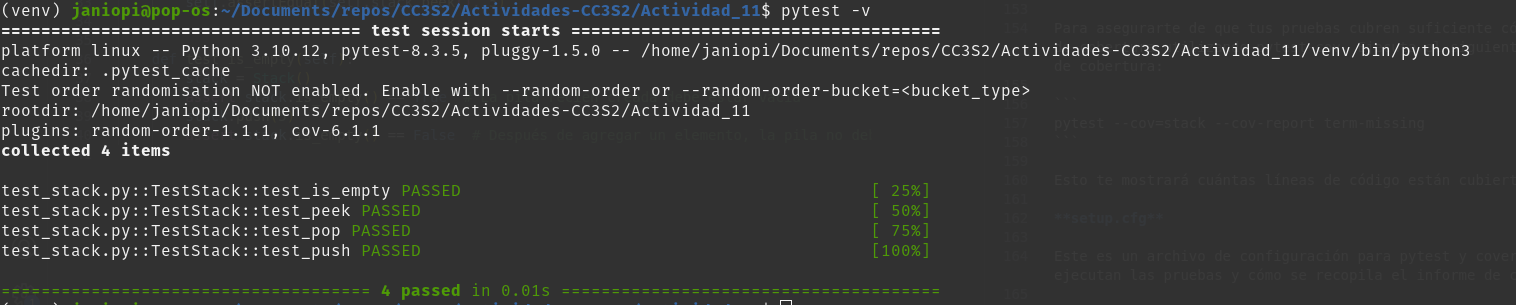 (venv) janiopi@pop-os:~/Documents/repos/CC3S2/Actividades-CC3S2/Actividad_11$ pytest -v
==================================== test session starts =====================================
platform linux -- Python 3.10.12, pytest-8.3.5, pluggy-1.5.0 -- /home/janiopi/Documents/repos/CC3S2/Actividades-CC3S2/Actividad_11/venv/bin/python3
cachedir: .pytest_cache
Test order randomisation NOT enabled. Enable with --random-order or --random-order-bucket=<bucket_type>
rootdir: /home/janiopi/Documents/repos/CC3S2/Actividades-CC3S2/Actividad_11
plugins: random-order-1.1.1, cov-6.1.1
collected 4 items
test_stack.py::TestStack::test_is_empty PASSED [ 25%]
test_stack.py::TestStack::test_peek PASSED [ 50%]
test_stack.py::TestStack::test_pop PASSED [ 75%]
test_stack.py::TestStack::test_push PASSED [100%]
===================================== 4 passed in 0.01s ======================================
Para asegurarte de que tus pruebas cubren suficiente
de cobertura:
pytest --cov=stack --cov-report term-missing
Esto te mostrará cuántas líneas de código están
**setup.cfg**
Este es un archivo de configuración para pytest y
ejecutan las pruebas y cómo se recopila el informe de